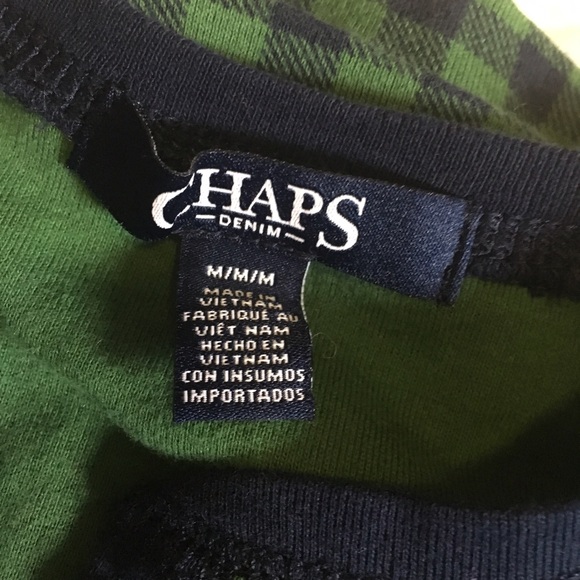 CHAPS
DENIM
M/M/M
MADE IN
VIETNAM
FABRIQUÉ AU
VIÊT NAM
HECHO EN
VIETNAM
CON INSUMOS
IMPORTADOS